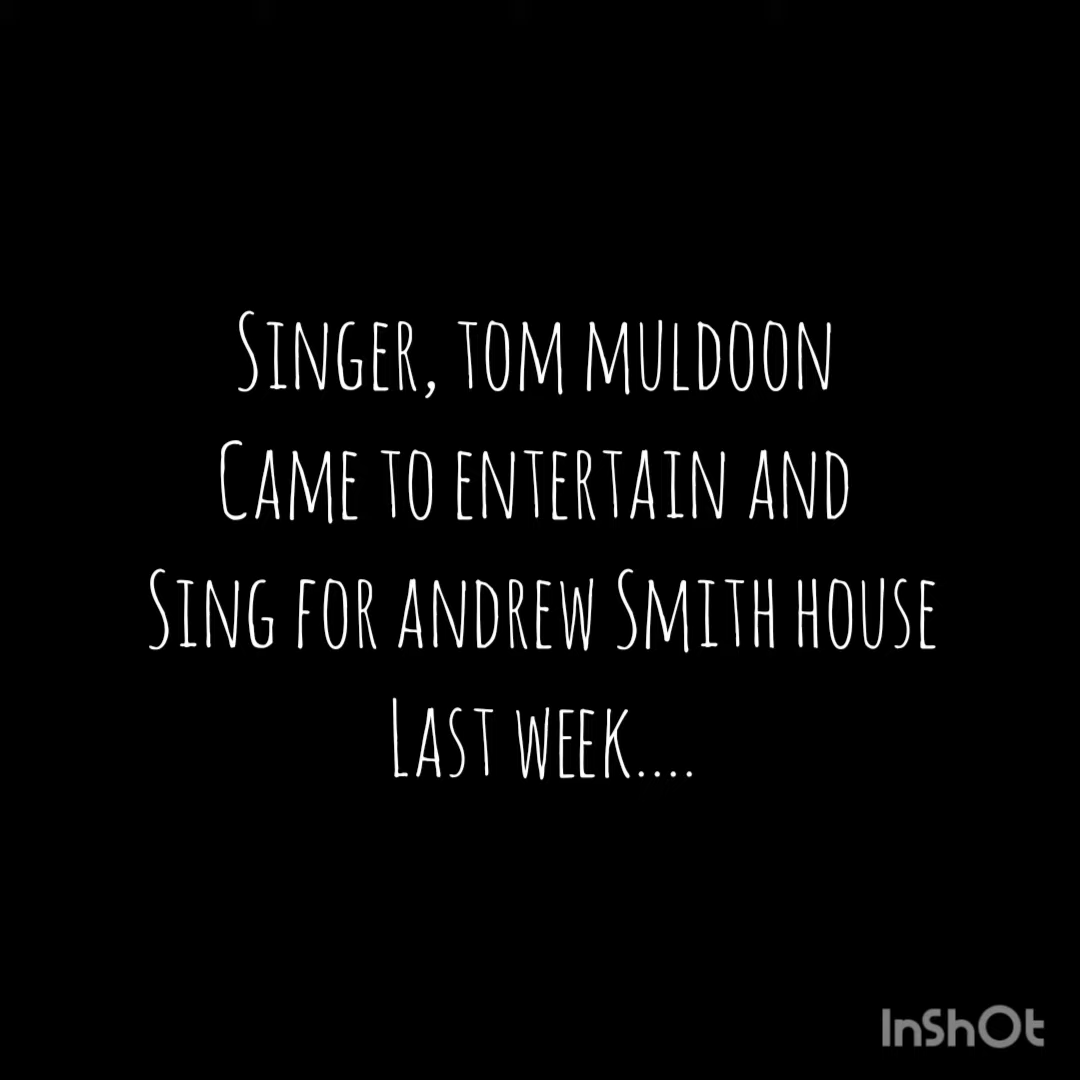 Singer, tom muldoon
Came to entertain and
Sing for andrew Smith house
Last week....
InShOt